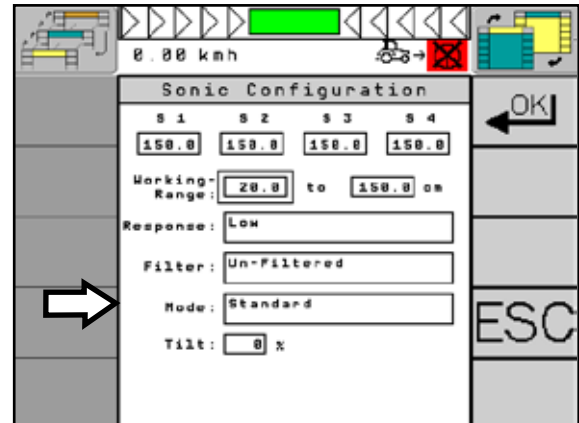 0.00 kmh
Sonic Configuration
S 1 S 2 S 3 S 4
150.0 150.0 150.0 150.0
Working-
Range: 20.0 to 150.0 cm
Response: Low
Filter: Un-Filtered
Mode: Standard
Tilt: 0 %
OK
ESC